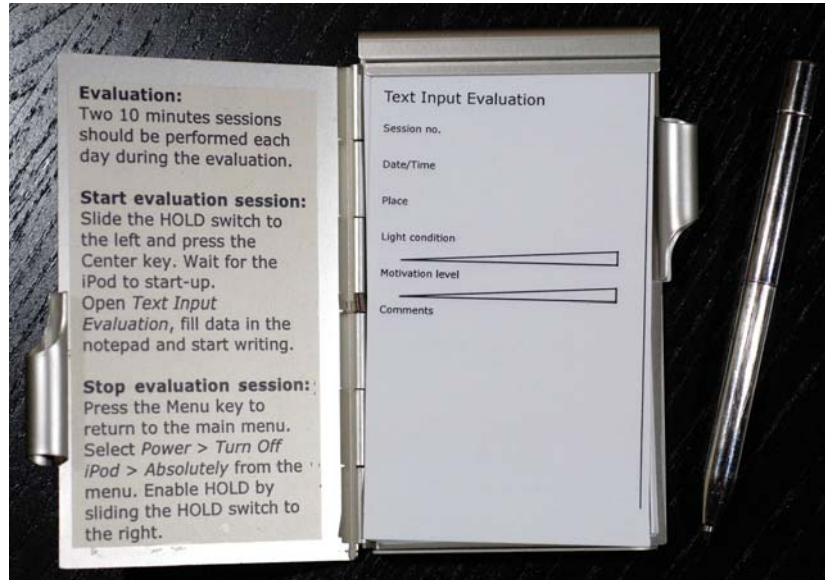 Evaluation:
Two 10 minutes sessions
should be performed each
day during the evaluation.
Start evaluation session:
Slide the HOLD switch to
the left and press the
Center key. Wait for the
iPod to start-up.
Open Text Input
Evaluation, fill data in the
notepad and start writing.
Stop evaluation session:
Press the Menu key to
return to the main menu.
Select Power > Turn Off
iPod > Absolutely from the
menu. Enable HOLD by
sliding the HOLD switch to
the right.
Text Input Evaluation
Session no.
Date/Time
Place
Light condition
Motivation level
Comments